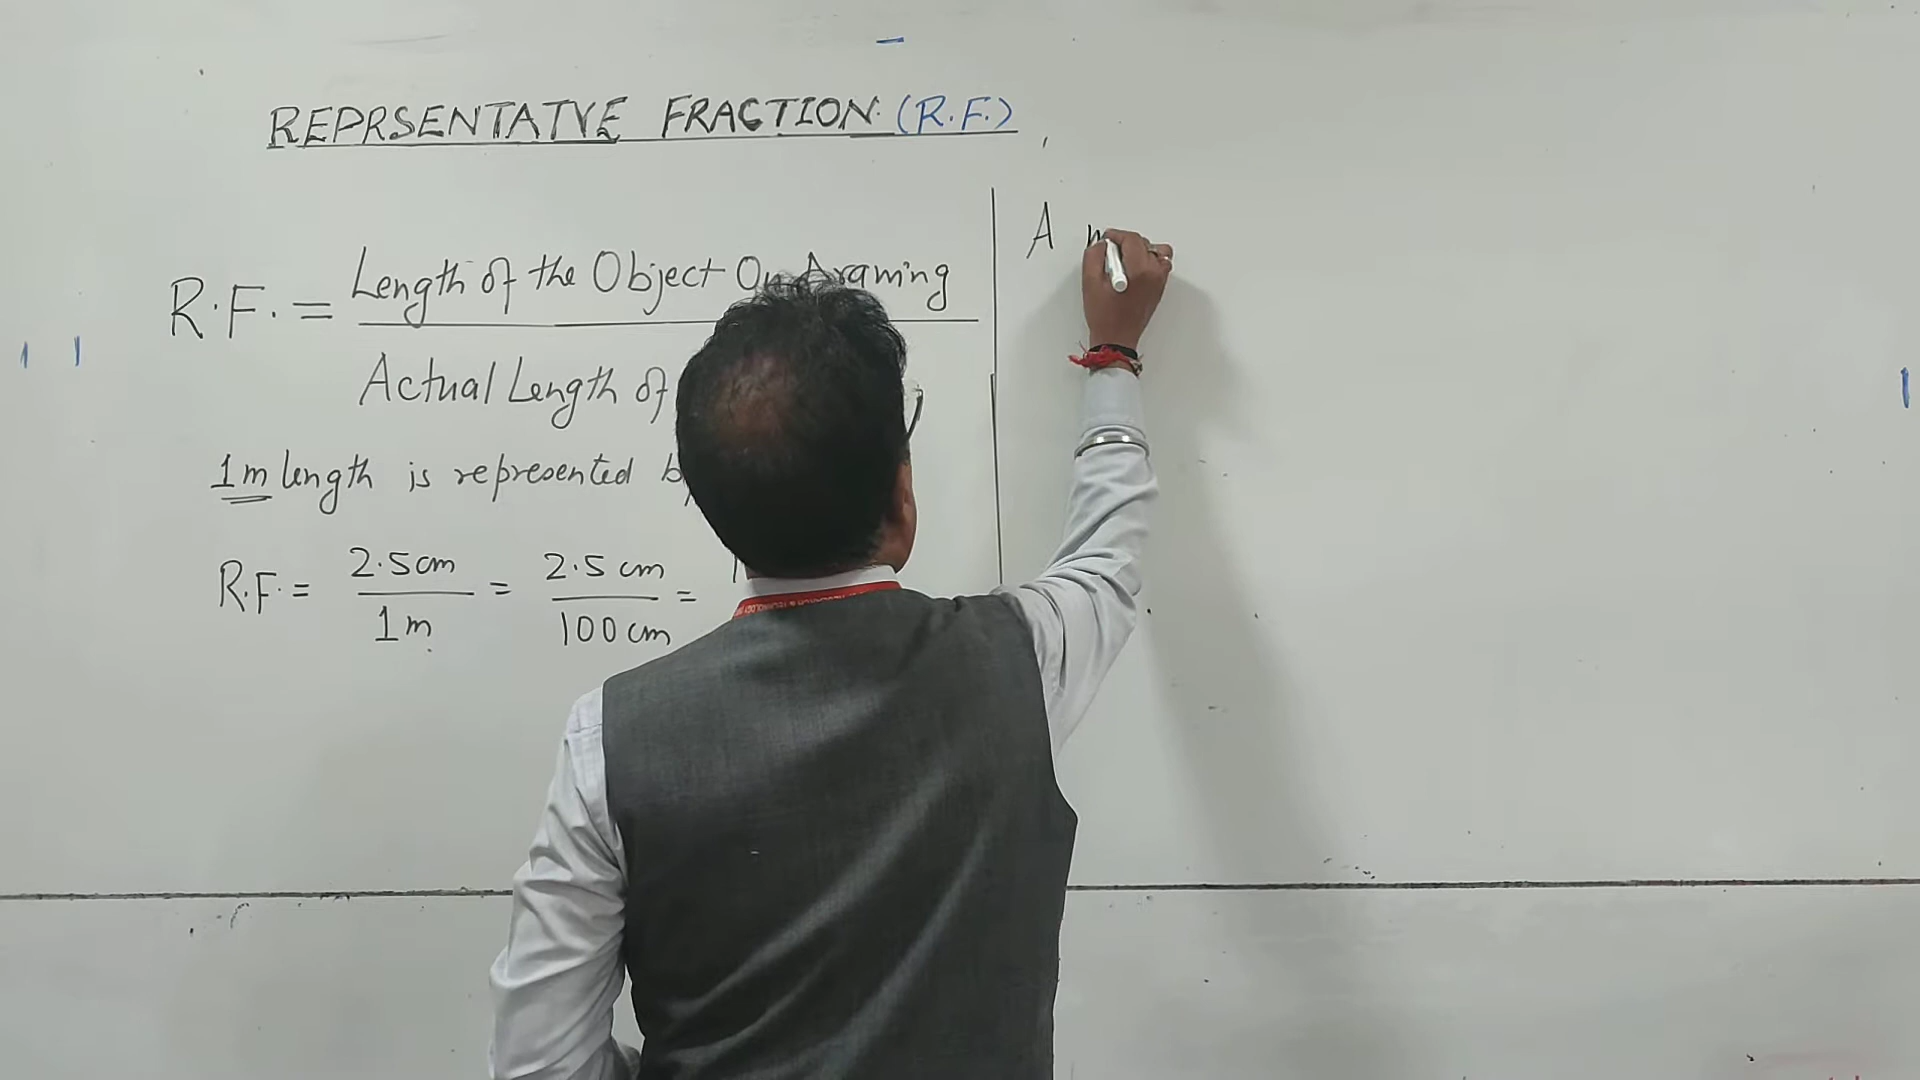 REPRSENTATVE FRACTION (R.F.)
R.F. = Length of the Object On Drawing
Actual Length of
1m length is represented
R.F. = 2.5cm / 1m = 2.5 cm / 100 cm =
A